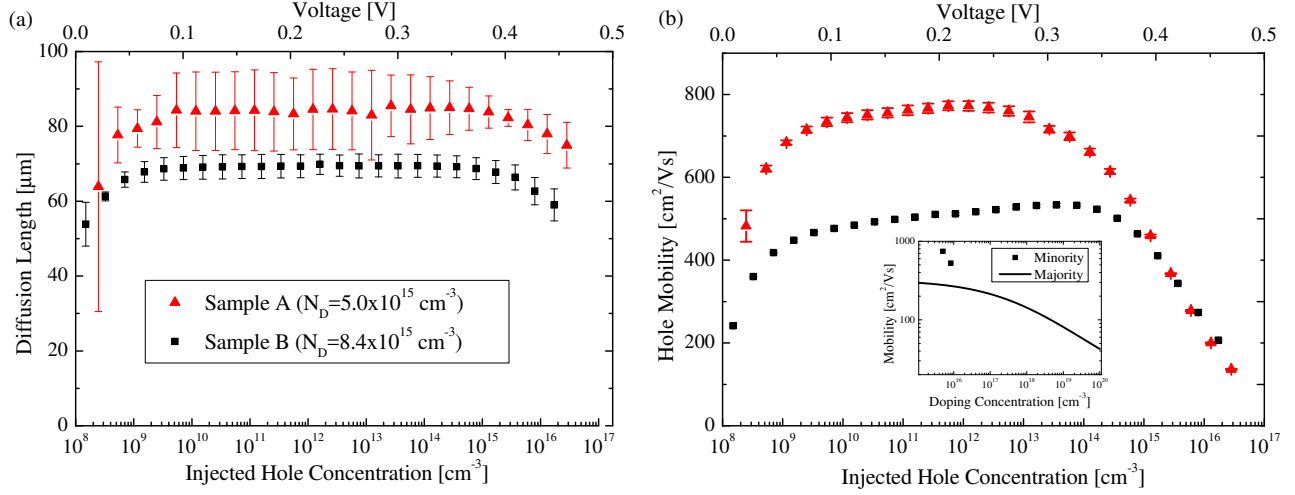 (a)
Voltage [V]
0.0 0.1 0.2 0.3 0.4 0.5
100
80
60
40
20
0
Diffusion Length [µm]
Sample A (N_D=5.0x10^15 cm^-3)
Sample B (N_D=8.4x10^15 cm^-3)
10^8 10^9 10^10 10^11 10^12 10^13 10^14 10^15 10^16 10^17
Injected Hole Concentration [cm^-3]
(b)
Voltage [V]
0.0 0.1 0.2 0.3 0.4 0.5
800
600
400
200
0
Hole Mobility [cm^2/Vs]
1000
100
Mobility [cm^2/Vs]
Minority
Majority
10^16 10^17 10^18 10^19 10^20
Doping Concentration [cm^-3]
10^8 10^9 10^10 10^11 10^12 10^13 10^14 10^15 10^16 10^17
Injected Hole Concentration [cm^-3]